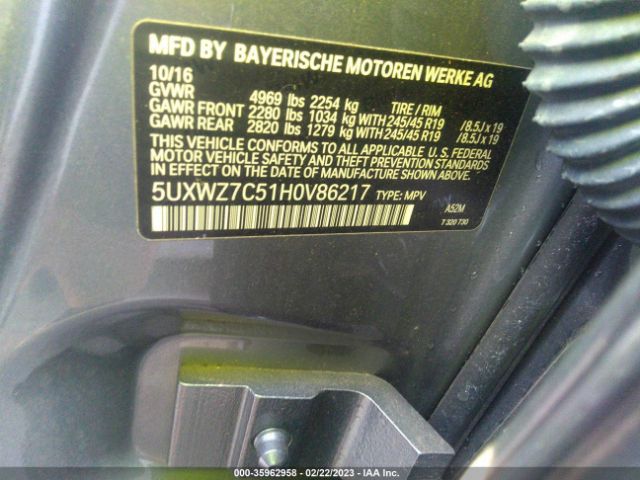 MFD BY BAYERISCHE MOTOREN WERKE AG
10/16
GVWR 4969 lbs 2254 kg TIRE / RIM
GAWR FRONT 2280 lbs 1034 kg WITH 245/45 R19 /8.5J x 19
GAWR REAR 2820 lbs 1279 kg WITH 245/45 R19 /8.5J x 19
THIS VEHICLE CONFORMS TO ALL APPLICABLE U.S. FEDERAL
MOTOR VEHICLE SAFETY AND THEFT PREVENTION STANDARDS
IN EFFECT ON THE DATE OF MANUFACTURE SHOWN ABOVE.
5UXWZ7C51H0V86217 TYPE: MPV
A52M
7 320 730
000-35962958 - 02/22/2023 - IAA Inc.